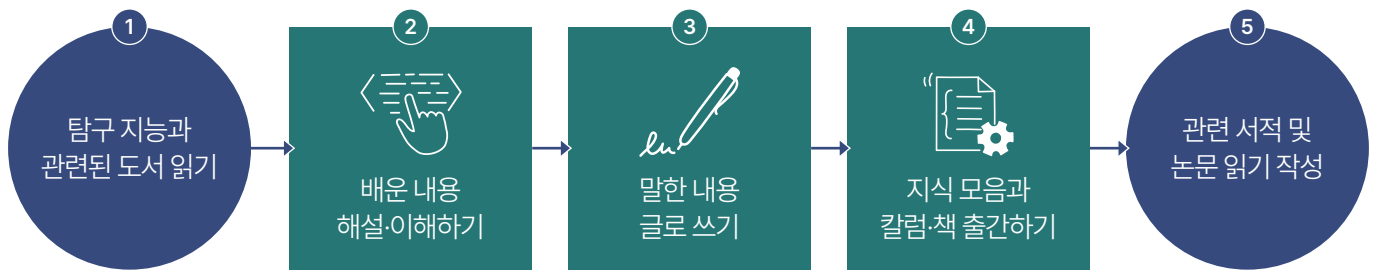 1
탐구 지능과
관련된 도서 읽기
2
배운 내용
해설·이해하기
3
말한 내용
글로 쓰기
4
지식 모음과
칼럼·책 출간하기
5
관련 서적 및
논문 읽기 작성